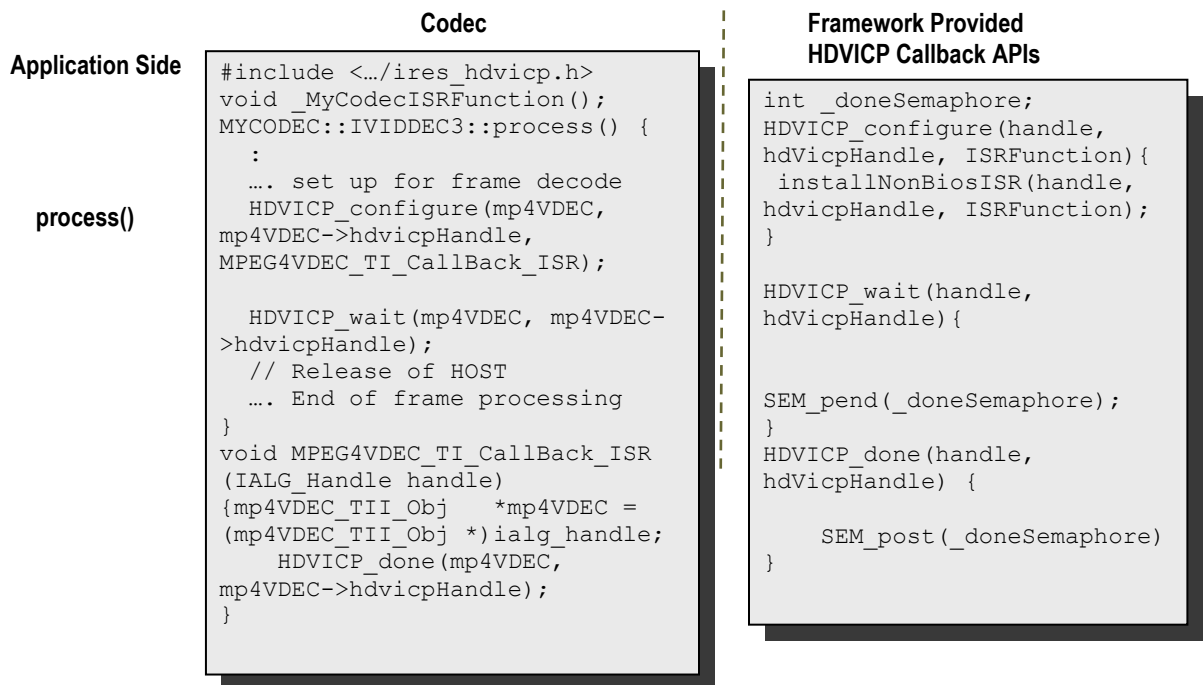 Codec
Framework Provided
HDVICP Callback APIs
Application Side
process()
#include <…/ires_hdvicp.h>
void _MyCodecISRFunction();
MYCODEC::IVIDDEC3::process() {
:
…. set up for frame decode
HDVICP_configure(mp4VDEC,
mp4VDEC->hdvicpHandle,
MPEG4VDEC_TI_CallBack_ISR);
HDVICP_wait(mp4VDEC, mp4VDEC-
>hdvicpHandle);
// Release of HOST
…. End of frame processing
}
void MPEG4VDEC_TI_CallBack_ISR
(IALG_Handle handle)
{mp4VDEC_TII_Obj *mp4VDEC =
(mp4VDEC_TII_Obj *)ialg_handle;
HDVICP_done(mp4VDEC,
mp4VDEC->hdvicpHandle);
}
int _doneSemaphore;
HDVICP_configure(handle,
hdVicpHandle, ISRFunction){
installNonBiosISR(handle,
hdvicpHandle, ISRFunction);
}
HDVICP_wait(handle,
hdVicpHandle){
SEM_pend(_doneSemaphore);
}
HDVICP_done(handle,
hdVicpHandle) {
SEM_post(_doneSemaphore)
}